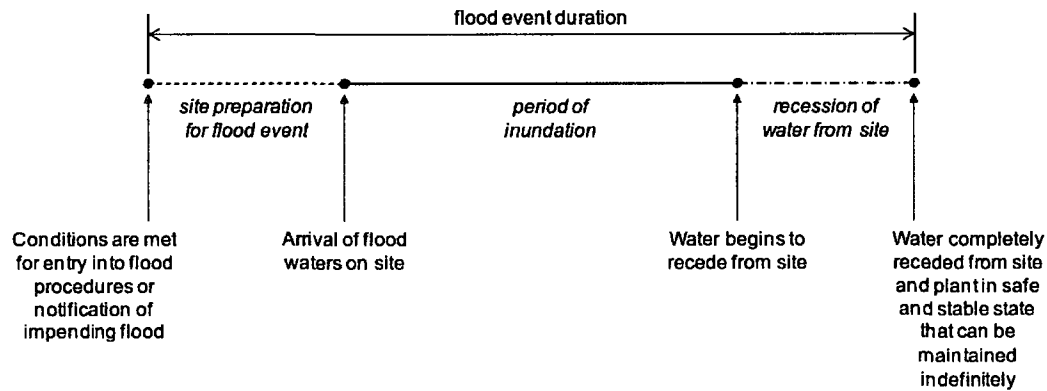 flood event duration
site preparation
for flood event
period of
inundation
recession of
water from site
Conditions are met
for entry into flood
procedures or
notification of
impending flood
Arrival of flood
waters on site
Water begins to
recede from site
Water completely
receded from site
and plant in safe
and stable state
that can be
maintained
indefinitely